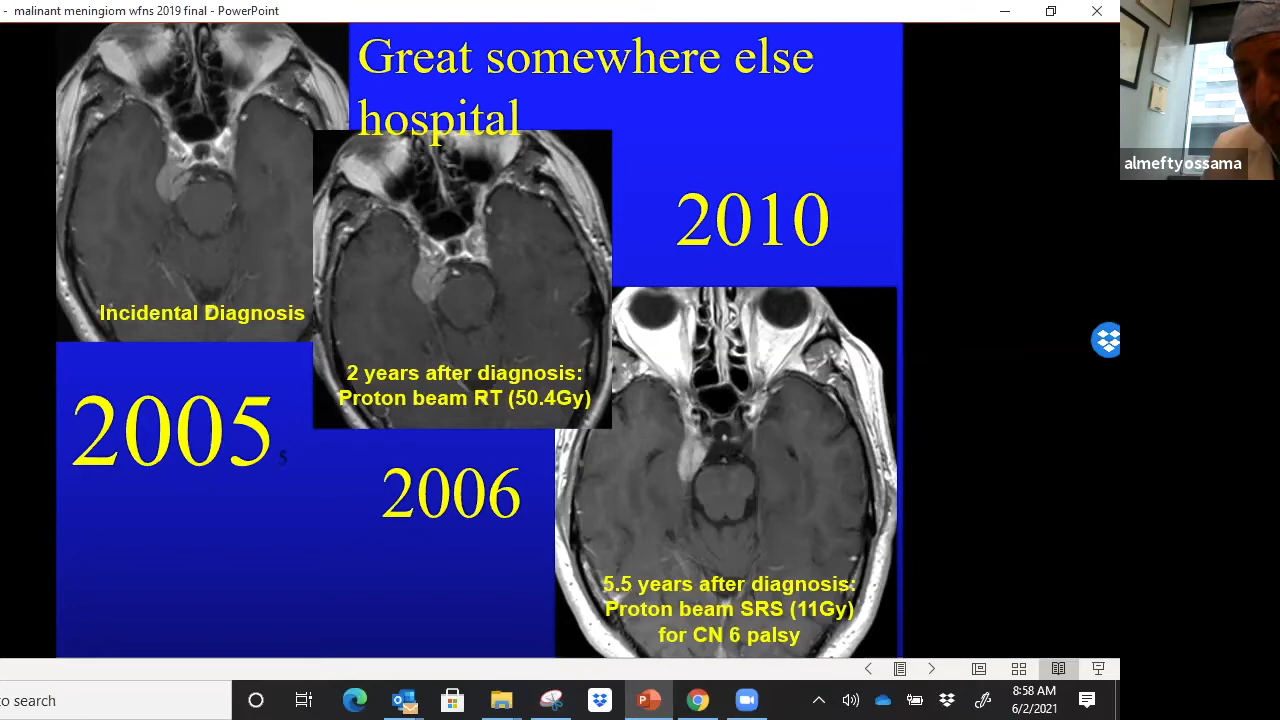 - malinant meningiom wfns 2019 final - PowerPoint
Great somewhere else
hospital
almeftyossama
2010
Incidental Diagnosis
2 years after diagnosis:
Proton beam RT (50.4Gy)
2005
5
2006
5.5 years after diagnosis:
Proton beam SRS (11Gy)
for CN 6 palsy
to search
8:58 AM
6/2/2021